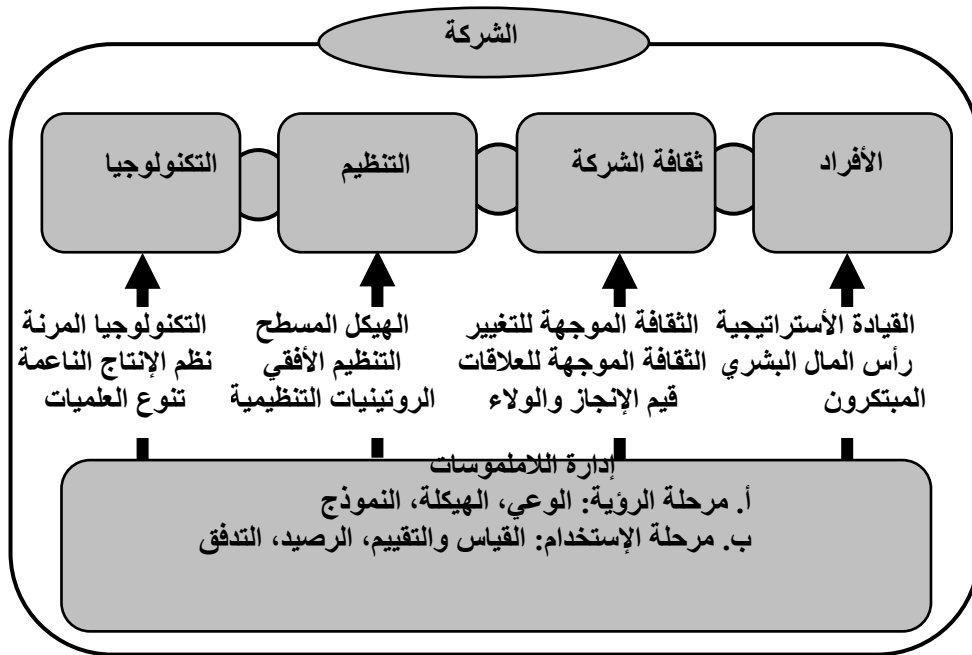 الشركة
الأفراد
ثقافة الشركة
التنظيم
التكنولوجيا
القيادة الأستراتيجية
رأس المال البشري
المبتكرون
الثقافة الموجهة للتغيير
الثقافة الموجهة للعلاقات
قيم الإنجاز والولاء
الهيكل المسطح
التنظيم الأفقي
الروتينيات التنظيمية
التكنولوجيا المرنة
نظم الإنتاج الناعمة
تنوع العلميات
إدارة اللاملموسات
أ. مرحلة الرؤية: الوعي، الهيكلة، النموذج
ب. مرحلة الإستخدام: القياس والتقييم، الرصيد، التدفق